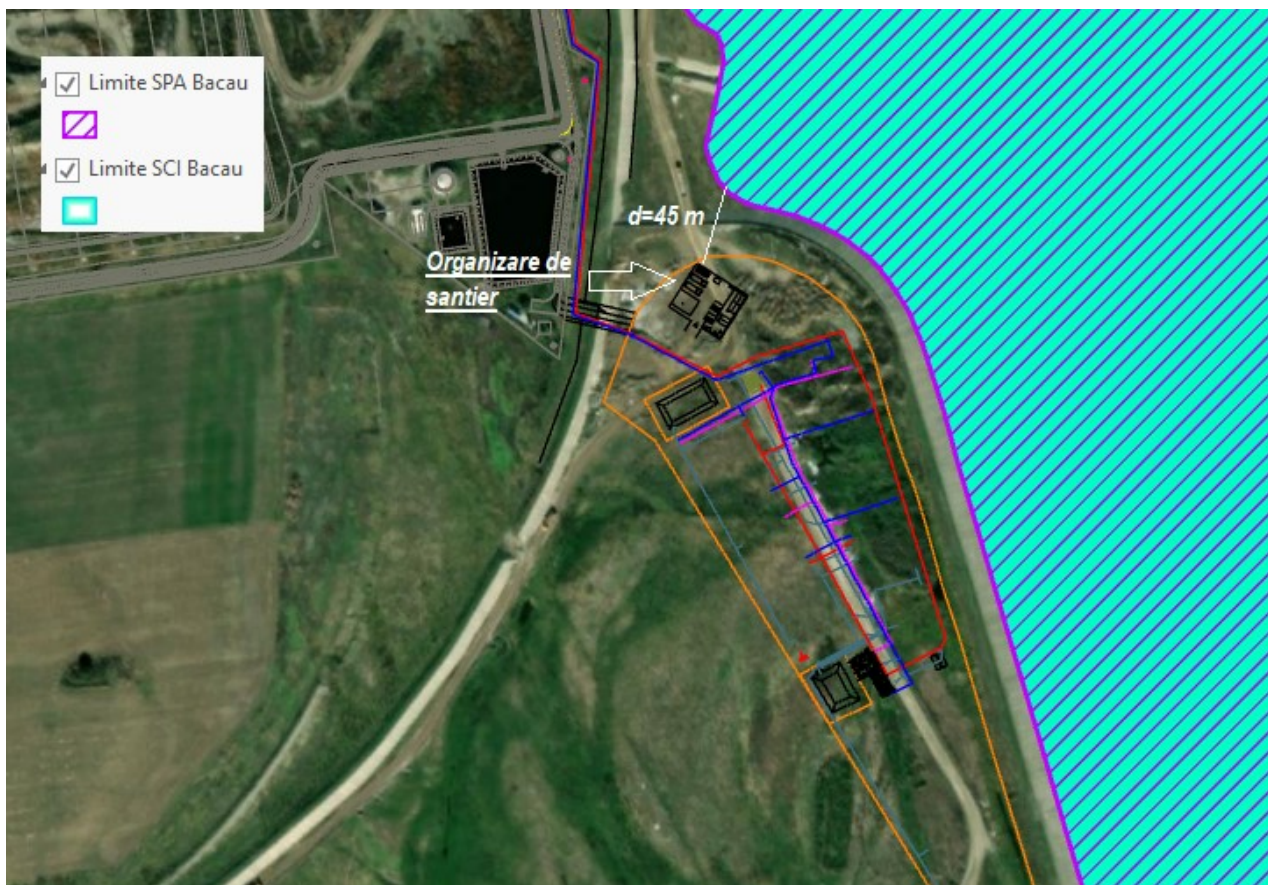 Limite SPA Bacau
Limite SCI Bacau
d=45 m
Organizare de
santier